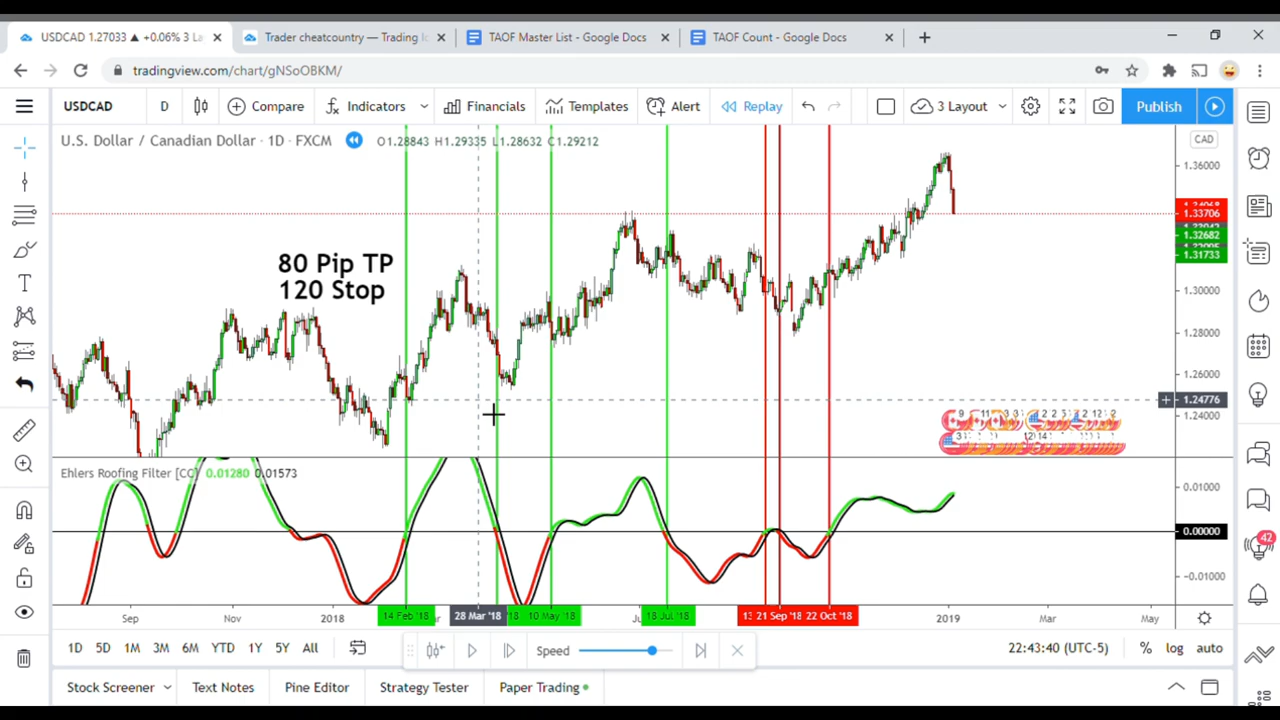 USDCAD 1.27033 ▲ +0.06% 3 La
Trader cheatcountry — Trading Id
TAOF Master List - Google Docs
TAOF Count - Google Docs
tradingview.com/chart/gNSoOBKM/
USDCAD D Compare Indicators Financials Templates Alert Replay 3 Layout Publish
U.S. Dollar / Canadian Dollar · 1D · FXCM O1.28843 H1.29335 L1.28632 C1.29212
CAD
1.36000
1.33706
1.32682
1.31733
1.30000
1.28000
1.26000
1.24776
1.24000
80 Pip TP
120 Stop
Ehlers Roofing Filter [CC] 0.01280 0.01573
0.01000
0.00000
−0.01000
Sep Nov 2018 14 Feb '18 28 Mar '18 10 May '18 18 Jul '18 21 Sep '18 22 Oct '18 2019 Mar May
1D 5D 1M 3M 6M YTD 1Y 5Y All Speed 22:43:40 (UTC-5) % log auto
Stock Screener Text Notes Pine Editor Strategy Tester Paper Trading
42